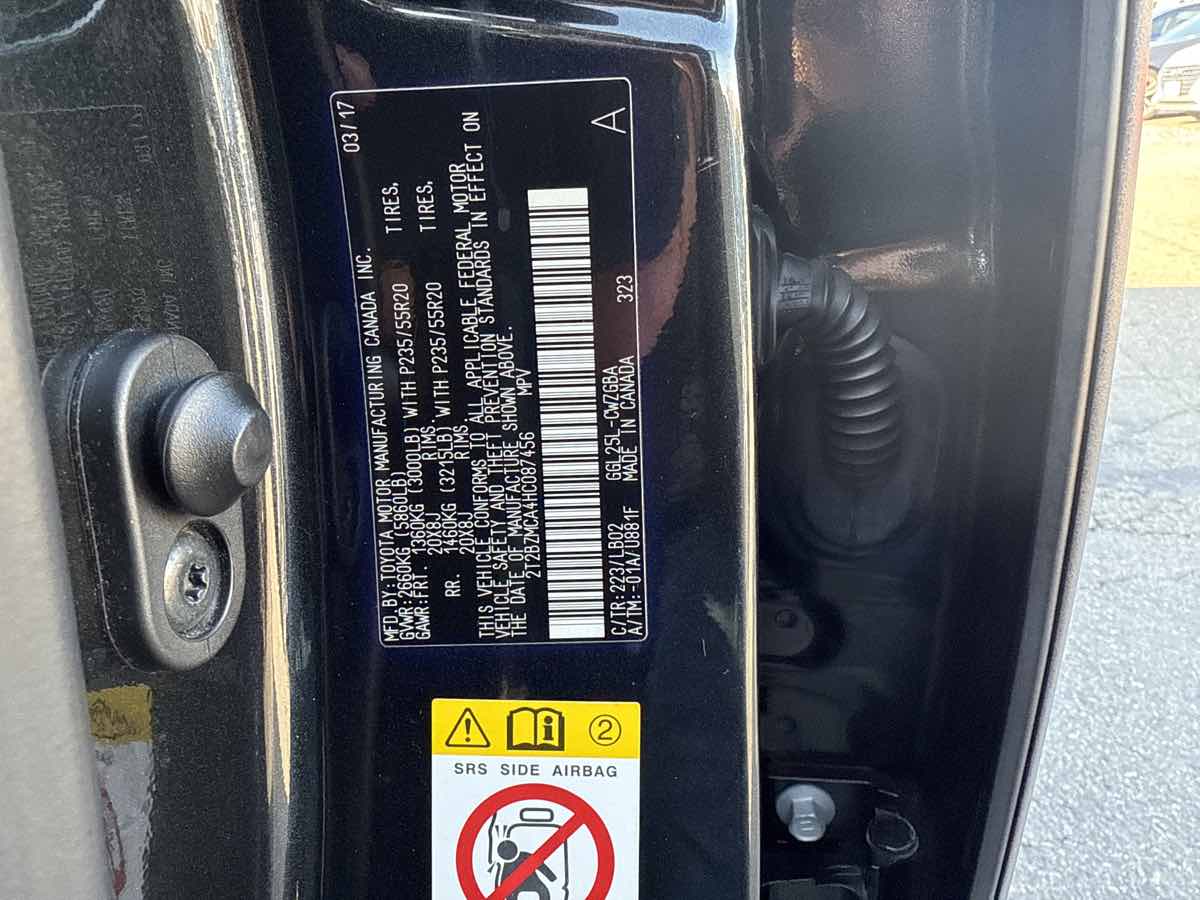 MFD.BY:TOYOTA MOTOR MANUFACTURING CANADA INC. 03/17
GVWR:2660KG (5860LB)
GAWR:FRT. 1360KG (3000LB) WITH P235/55R20 TIRES,
20X8J RIMS.
RR. 1460KG (3215LB) WITH P235/55R20 TIRES,
20X8J RIMS.
THIS VEHICLE CONFORMS TO ALL APPLICABLE FEDERAL MOTOR
VEHICLE SAFETY AND THEFT PREVENTION STANDARDS IN EFFECT ON
THE DATE OF MANUFACTURE SHOWN ABOVE.
2T2BZMCA4HC087456 MPV
C/TR:223/LB02 GGL25L-CWZGBA
A/TM:-01A/U881F MADE IN CANADA 323 A
2
SRS SIDE AIRBAG